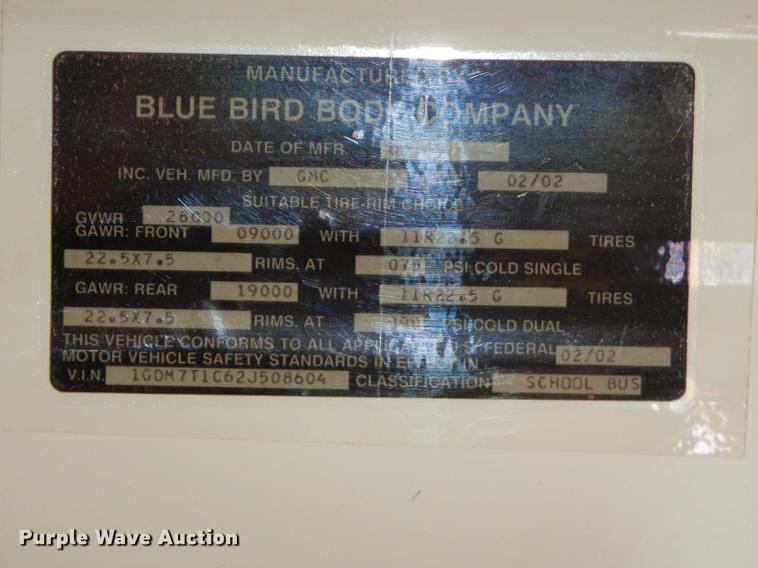 MANUFACTURED BY
BLUE BIRD BODY COMPANY
DATE OF MFR.
INC. VEH. MFD. BY GMC 02/02
SUITABLE TIRE-RIM CHOICE
GVWR 28000
GAWR: FRONT 09000 WITH 11R22.5 G TIRES
22.5X7.5 RIMS, AT PSI COLD SINGLE
GAWR: REAR 19000 WITH 11R22.5 G TIRES
22.5X7.5 RIMS, AT PSI COLD DUAL
THIS VEHICLE CONFORMS TO ALL APPLICABLE U.S. FEDERAL
MOTOR VEHICLE SAFETY STANDARDS IN EFFECT IN 02/02
V.I.N. 1GDM7T1C62J508604 CLASSIFICATION SCHOOL BUS
Purple Wave Auction